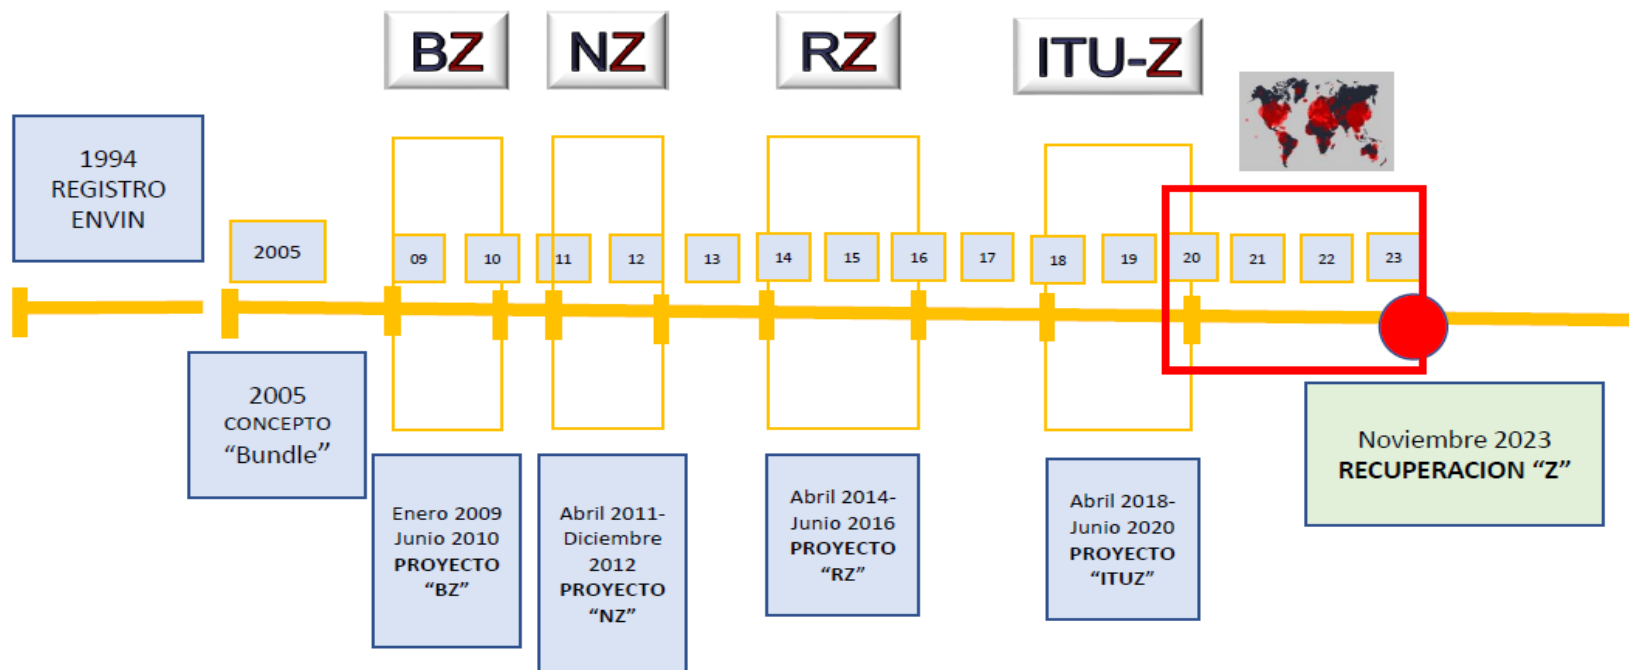 BZ
NZ
RZ
ITU-Z
1994
REGISTRO
ENVIN
2005
09
10
11
12
13
14
15
16
17
18
19
20
21
22
23
2005
CONCEPTO
“Bundle”
Enero 2009
Junio 2010
PROYECTO
“BZ”
Abril 2011-
Diciembre
2012
PROYECTO
“NZ”
Abril 2014-
Junio 2016
PROYECTO
“RZ”
Abril 2018-
Junio 2020
PROYECTO
“ITUZ”
Noviembre 2023
RECUPERACION “Z”